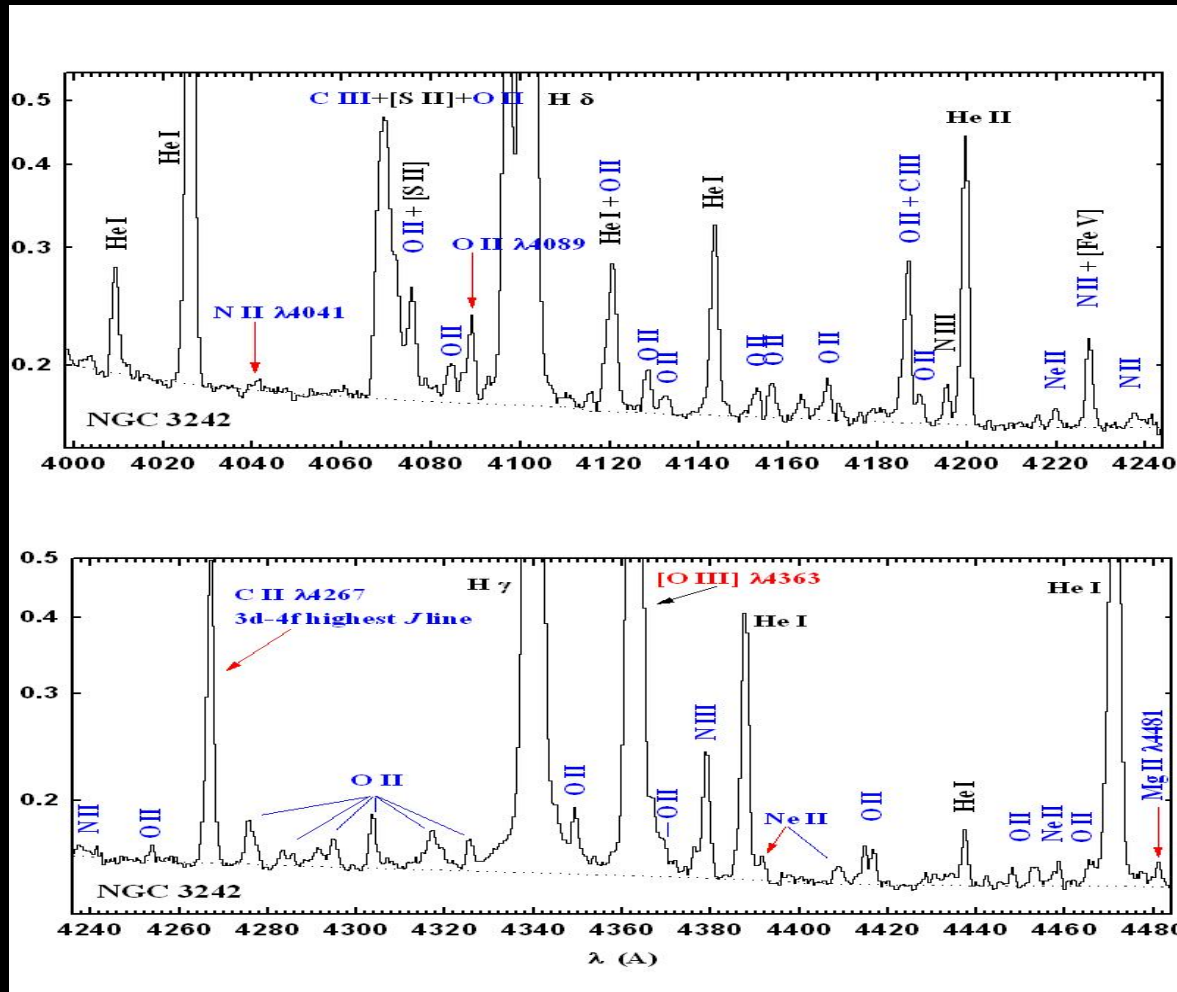 C III+[S II]+O II
H δ
He II
He I
He I
O II + [S II]
O II λ4089
N II λ4041
O II
He I + O II
O II
O II
He I
O II
O II
O II
O II + C III
O II
N III
Ne II
N II + [Fe V]
N II
0.5
0.4
0.3
0.2
NGC 3242
4000 4020 4040 4060 4080 4100 4120 4140 4160 4180 4200 4220 4240
0.5
0.4
0.3
0.2
H γ
[O III] λ4363
He I
C II λ4267
3d-4f highest J line
He I
N II
O II
O II
O II
O II
N III
Ne II
O II
He I
O II
Ne II
O II
Mg II λ4481
NGC 3242
4240 4260 4280 4300 4320 4340 4360 4380 4400 4420 4440 4460 4480
λ (A)